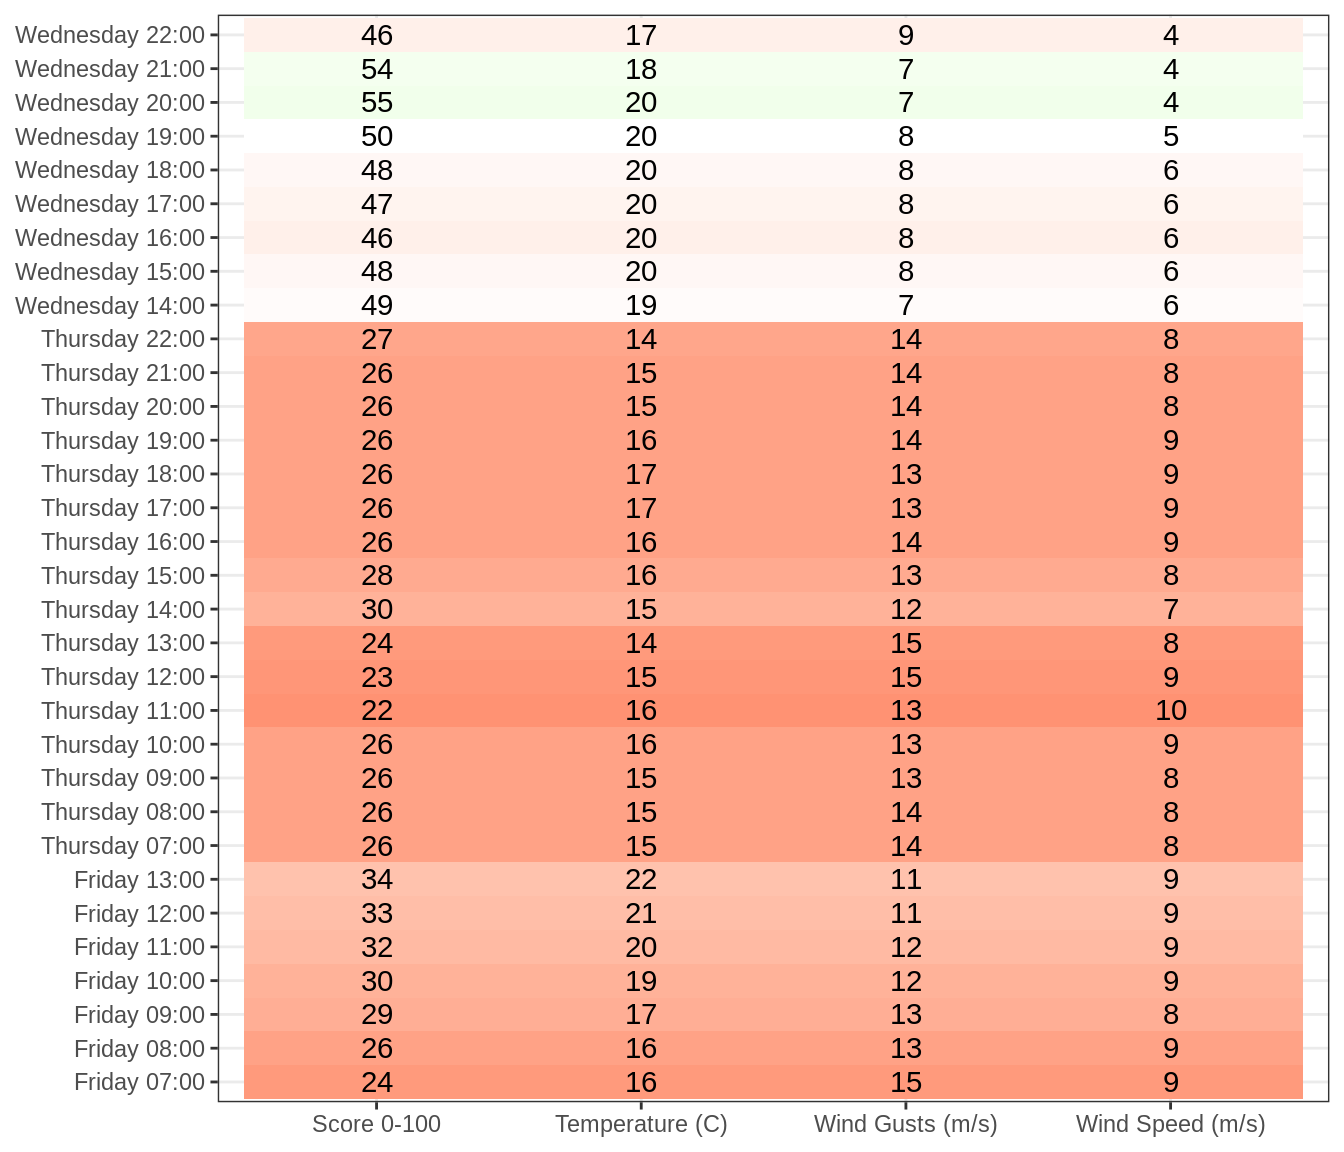 Wednesday 22:00 46 17 9 4
Wednesday 21:00 54 18 7 4
Wednesday 20:00 55 20 7 4
Wednesday 19:00 50 20 8 5
Wednesday 18:00 48 20 8 6
Wednesday 17:00 47 20 8 6
Wednesday 16:00 46 20 8 6
Wednesday 15:00 48 20 8 6
Wednesday 14:00 49 19 7 6
Thursday 22:00 27 14 14 8
Thursday 21:00 26 15 14 8
Thursday 20:00 26 15 14 8
Thursday 19:00 26 16 14 9
Thursday 18:00 26 17 13 9
Thursday 17:00 26 17 13 9
Thursday 16:00 26 16 14 9
Thursday 15:00 28 16 13 8
Thursday 14:00 30 15 12 7
Thursday 13:00 24 14 15 8
Thursday 12:00 23 15 15 9
Thursday 11:00 22 16 13 10
Thursday 10:00 26 16 13 9
Thursday 09:00 26 15 13 8
Thursday 08:00 26 15 14 8
Thursday 07:00 26 15 14 8
Friday 13:00 34 22 11 9
Friday 12:00 33 21 11 9
Friday 11:00 32 20 12 9
Friday 10:00 30 19 12 9
Friday 09:00 29 17 13 8
Friday 08:00 26 16 13 9
Friday 07:00 24 16 15 9
Score 0-100 Temperature (C) Wind Gusts (m/s) Wind Speed (m/s)